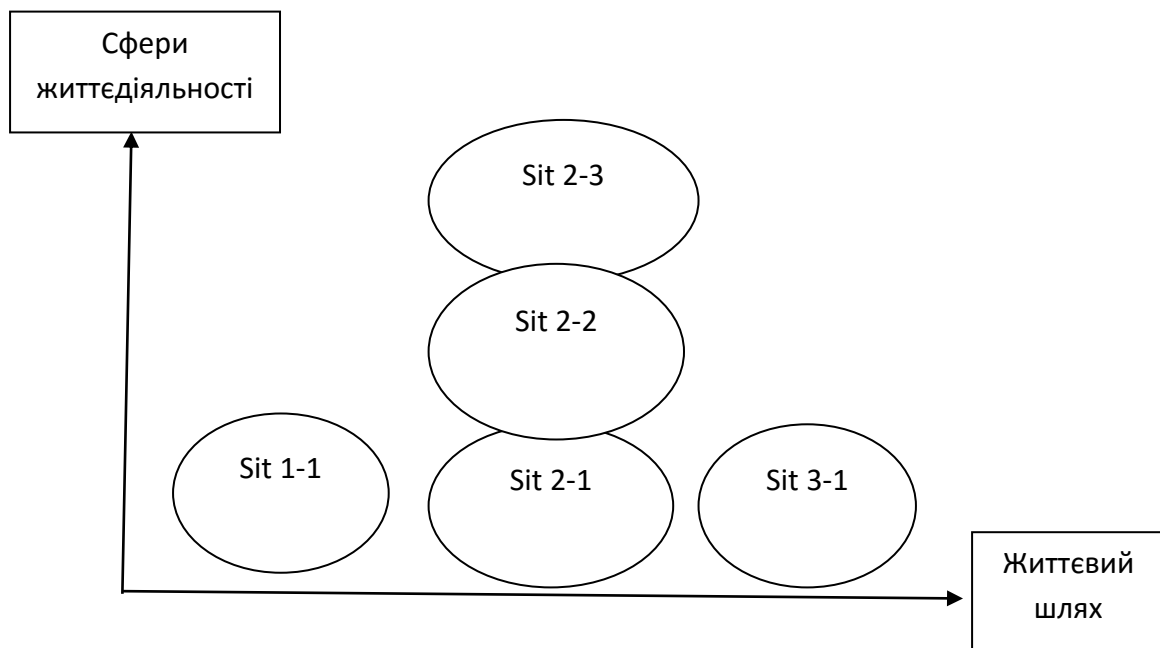 Сфери
життєдіяльності
Sit 2-3
Sit 2-2
Sit 1-1
Sit 2-1
Sit 3-1
Життєвий
шлях